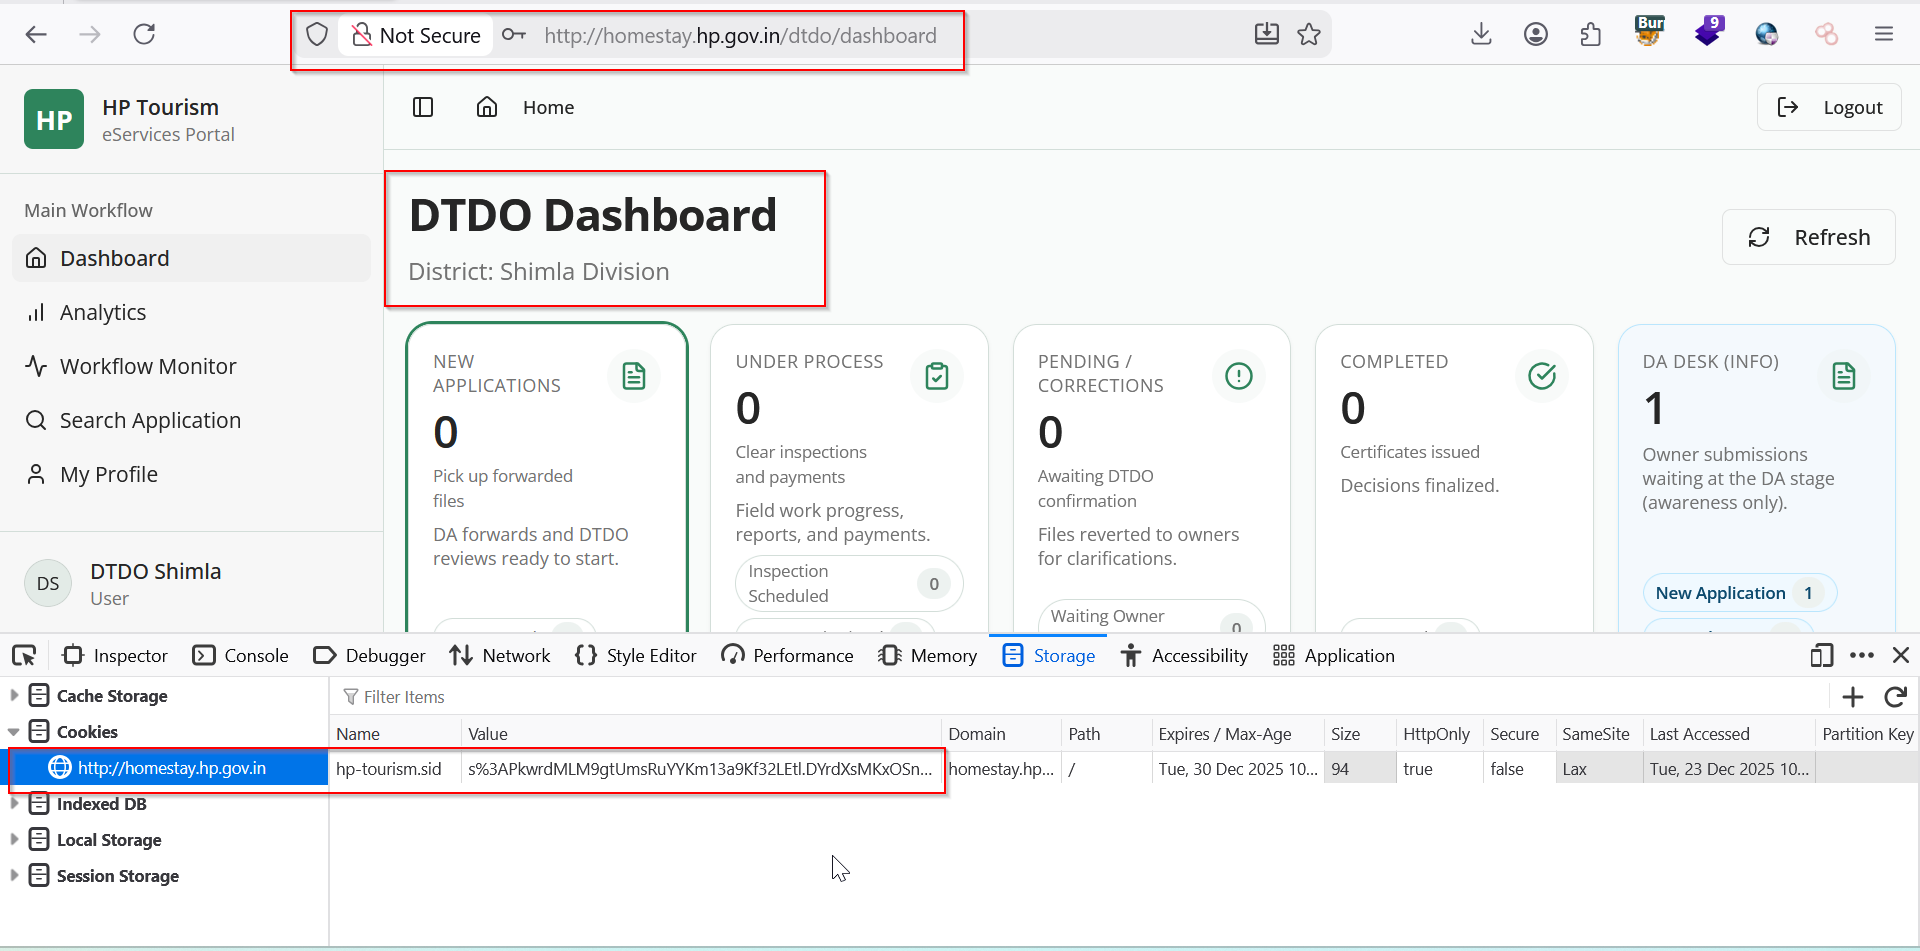 Not Secure http://homestay.hp.gov.in/dtdo/dashboard
Bur
9
HP
HP Tourism
eServices Portal
Home
Logout
Main Workflow
Dashboard
Analytics
Workflow Monitor
Search Application
My Profile
DS
DTDO Shimla
User
DTDO Dashboard
District: Shimla Division
Refresh
NEW
APPLICATIONS
0
Pick up forwarded
files
DA forwards and DTDO
reviews ready to start.
UNDER PROCESS
0
Clear inspections
and payments
Field work progress,
reports, and payments.
Inspection
Scheduled
0
PENDING /
CORRECTIONS
0
Awaiting DTDO
confirmation
Files reverted to owners
for clarifications.
Waiting Owner
0
COMPLETED
0
Certificates issued
Decisions finalized.
DA DESK (INFO)
1
Owner submissions
waiting at the DA stage
(awareness only).
New Application 1
Inspector Console Debugger Network Style Editor Performance Memory Storage Accessibility Application
Cache Storage
Cookies
http://homestay.hp.gov.in
Indexed DB
Local Storage
Session Storage
Filter Items
Name Value Domain Path Expires / Max-Age Size HttpOnly Secure SameSite Last Accessed Partition Key
hp-tourism.sid s%3APkwrdMLM9gtUmsRuYYKm13a9Kf32LEtl.DYrdXsMKxOSn... homestay.hp... / Tue, 30 Dec 2025 10... 94 true false Lax Tue, 23 Dec 2025 10...